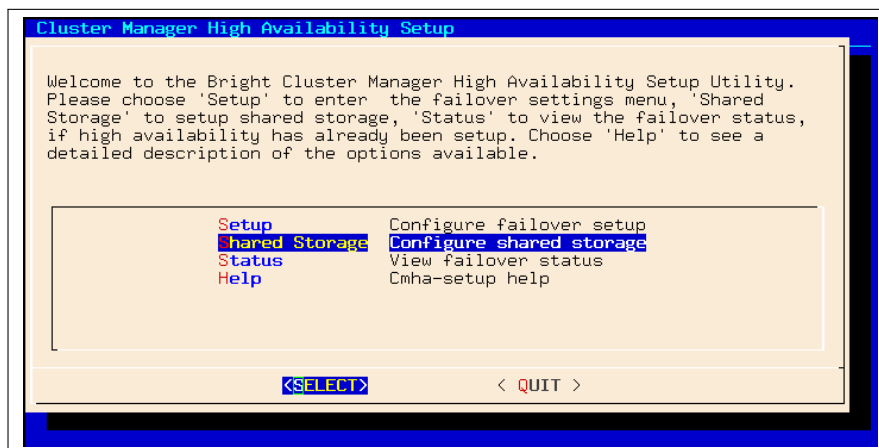 Cluster Manager High Availability Setup
Welcome to the Bright Cluster Manager High Availability Setup Utility.
Please choose 'Setup' to enter  the failover settings menu, 'Shared
Storage' to setup shared storage, 'Status' to view the failover status,
if high availability has already been setup. Choose 'Help' to see a
detailed description of the options available.
Setup Configure failover setup
Shared Storage Configure shared storage
Status View failover status
Help Cmha-setup help
<SELECT> < QUIT >